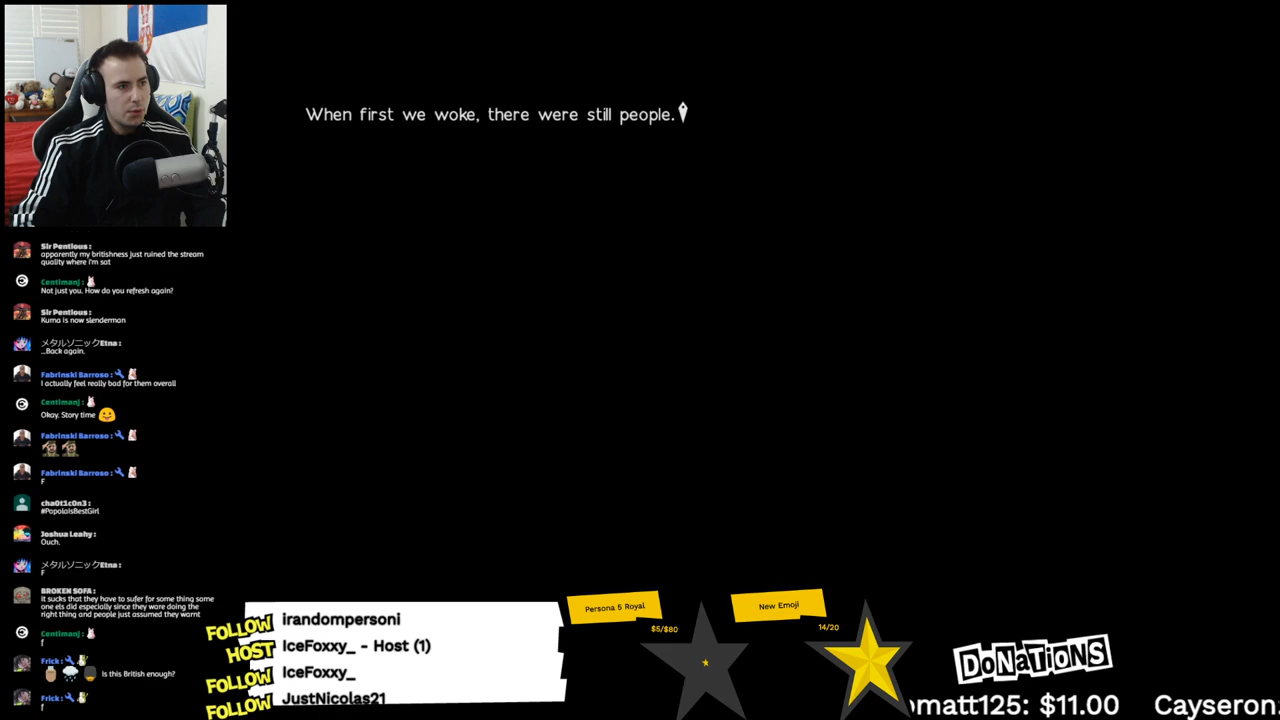 When first we woke, there were still people.
Sir Pentious :
apparently my britishness just ruined the stream
quality where i'm sat
Centimanj :
Not just you. How do you refresh again?
Sir Pentious :
Kuma is now slenderman
メタルソニックEtna :
...Back again.
Fabrinski Barroso :
I actually feel really bad for them overall
Centimanj :
Okay. Story time
Fabrinski Barroso :
Fabrinski Barroso :
F
cha0t1c0n3 :
#PopolaIsBestGirl
Joshua Leahy :
Ouch.
メタルソニックEtna :
F
BROKEN SOFA :
it sucks that they have to sufer for some thing some
one els did especially since they ware doing the
right thing and people just assumed they warnt
Centimanj :
f
Frick :
Is this British enough?
Frick :
f
FOLLOW irandompersoni
HOST IceFoxxy_ - Host (1)
FOLLOW IceFoxxy_
FOLLOW JustNicolas21
Persona 5 Royal
$5/$80
New Emoji
14/20
DoNaTioNS
omatt125: $11.00 Cayseron